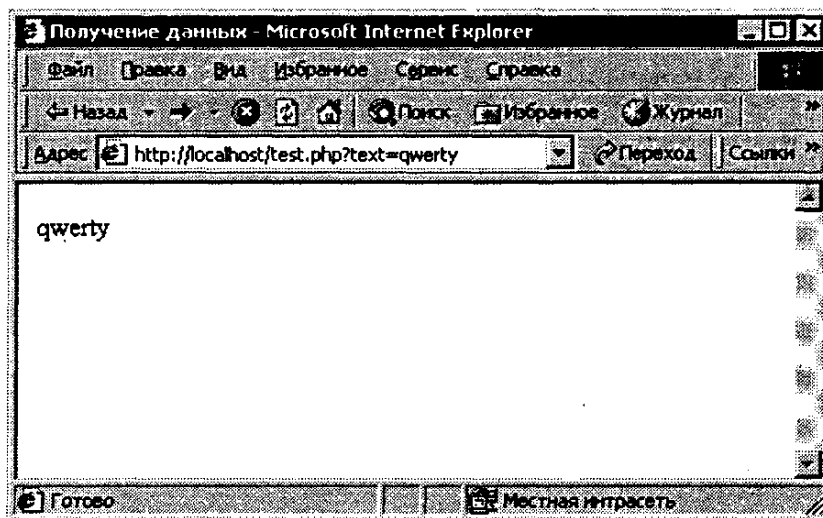 Получение данных - Microsoft Internet Explorer
Файл Правка Вид Избранное Сервис Справка
Назад Поиск Избранное Журнал »
Адрес http://localhost/test.php?text=qwerty Переход Ссылки »
qwerty
Готово Местная интрасеть